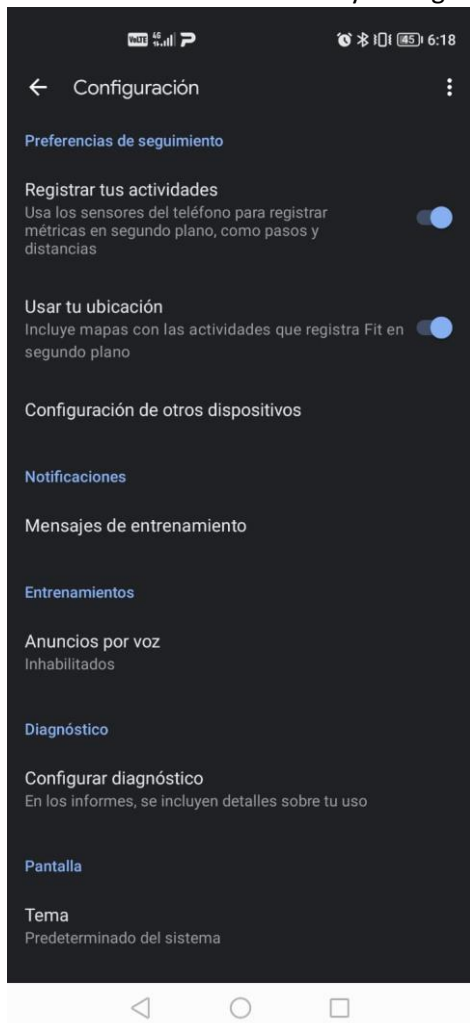 VoLTE 4G 45 6:18
Configuración
Preferencias de seguimiento
Registrar tus actividades
Usa los sensores del teléfono para registrar
métricas en segundo plano, como pasos y
distancias
Usar tu ubicación
Incluye mapas con las actividades que registra Fit en
segundo plano
Configuración de otros dispositivos
Notificaciones
Mensajes de entrenamiento
Entrenamientos
Anuncios por voz
Inhabilitados
Diagnóstico
Configurar diagnóstico
En los informes, se incluyen detalles sobre tu uso
Pantalla
Tema
Predeterminado del sistema